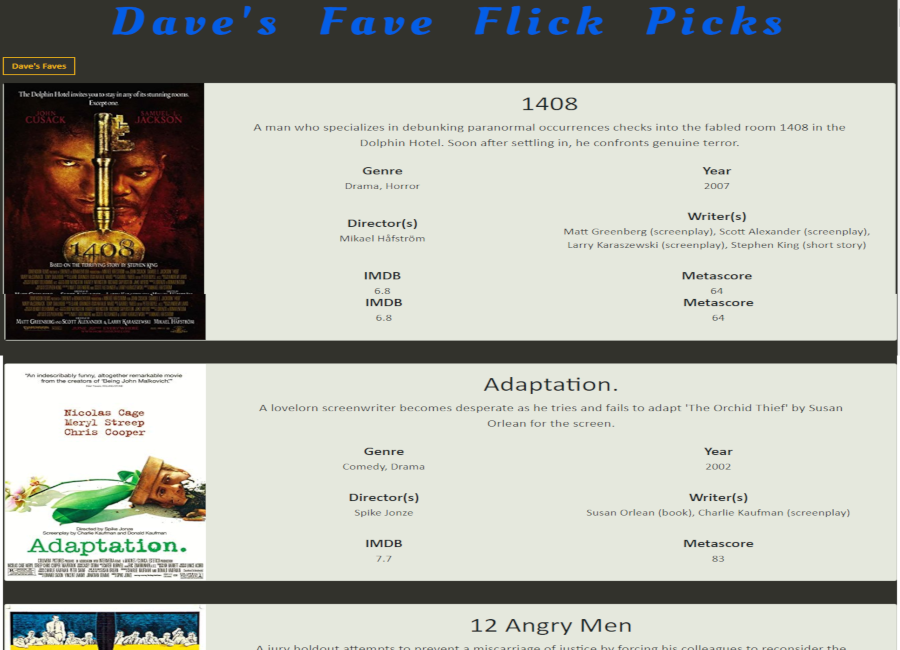 Dave's Fave Flick Picks
Dave's Faves
The Dolphin Hotel invites you to stay in any of its stunning rooms.
Except one.
JOHN CUSACK
SAMUEL L. JACKSON
1408
BASED ON THE TERRIFYING STORY BY STEPHEN KING
MATT GREENBERG AND SCOTT ALEXANDER & LARRY KARASZEWSKI MIKAEL HÅFSTRÖM
1408
A man who specializes in debunking paranormal occurrences checks into the fabled room 1408 in the
Dolphin Hotel. Soon after settling in, he confronts genuine terror.
Genre
Drama, Horror
Year
2007
Director(s)
Mikael Håfström
Writer(s)
Matt Greenberg (screenplay), Scott Alexander (screenplay),
Larry Karaszewski (screenplay), Stephen King (short story)
IMDB
6.8
Metascore
64
IMDB
6.8
Metascore
64
"An indescribably funny, altogether remarkable movie
from the creators of 'Being John Malkovich!'"
Nicolas Cage
Meryl Streep
Chris Cooper
Directed by Spike Jonze
Screenplay by Charlie Kaufman and Donald Kaufman
Adaptation.
Adaptation.
A lovelorn screenwriter becomes desperate as he tries and fails to adapt 'The Orchid Thief' by Susan
Orlean for the screen.
Genre
Comedy, Drama
Year
2002
Director(s)
Spike Jonze
Writer(s)
Susan Orlean (book), Charlie Kaufman (screenplay)
IMDB
7.7
Metascore
83
12 Angry Men
A jury holdout attempts to prevent a miscarriage of justice by forcing his colleagues to reconsider the